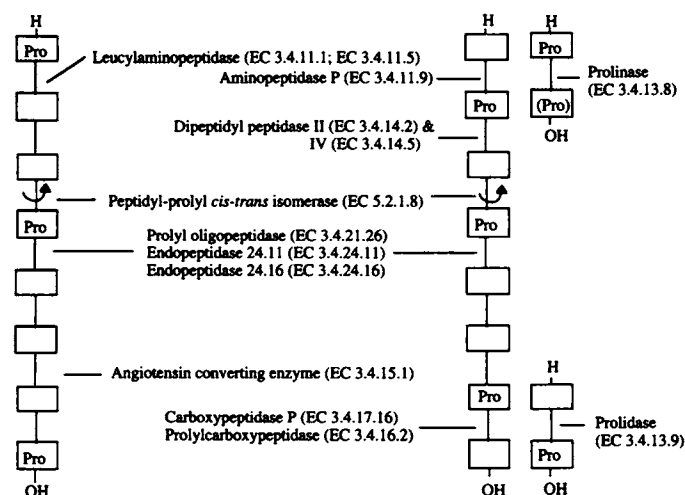 H
H
H
Pro
Leucylaminopeptidase (EC 3.4.11.1; EC 3.4.11.5)
Aminopeptidase P (EC 3.4.11.9)
Pro
Prolinase
(EC 3.4.13.8)
Pro
(Pro)
OH
Dipeptidyl peptidase II (EC 3.4.14.2) &
IV (EC 3.4.14.5)
Peptidyl-prolyl cis-trans isomerase (EC 5.2.1.8)
Pro
Pro
Prolyl oligopeptidase (EC 3.4.21.26)
Endopeptidase 24.11 (EC 3.4.24.11)
Endopeptidase 24.16 (EC 3.4.24.16)
Angiotensin converting enzyme (EC 3.4.15.1)
H
Pro
Carboxypeptidase P (EC 3.4.17.16)
Prolylcarboxypeptidase (EC 3.4.16.2)
Prolidase
(EC 3.4.13.9)
Pro
Pro
OH
OH
OH